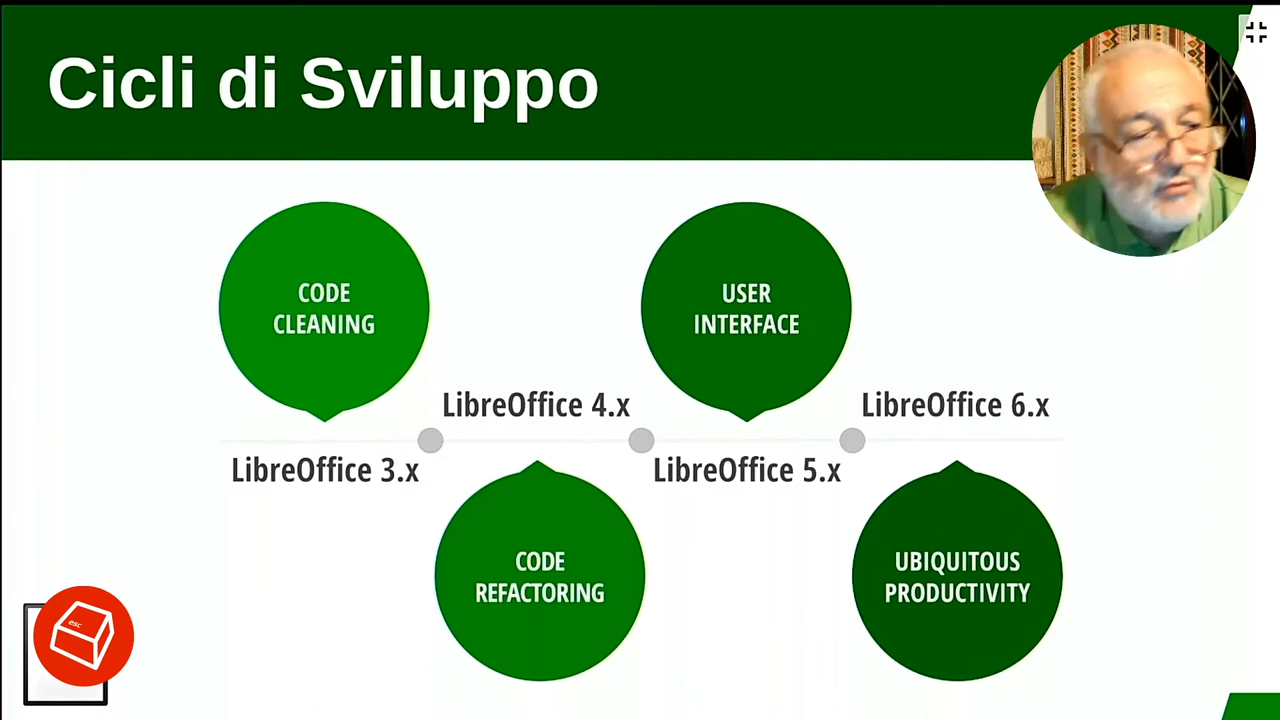 Cicli di Sviluppo
CODE
CLEANING
USER
INTERFACE
LibreOffice 4.x
LibreOffice 6.x
LibreOffice 3.x
LibreOffice 5.x
CODE
REFACTORING
UBIQUITOUS
PRODUCTIVITY
esc